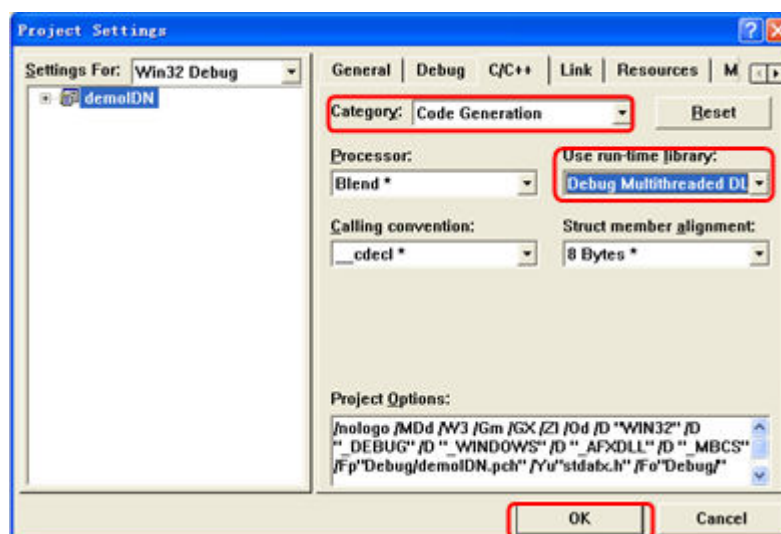 Project Settings
Settings For: Win32 Debug
demoIDN
General Debug C/C++ Link Resources M
Category: Code Generation
Reset
Processor: Use run-time library:
Blend * Debug Multithreaded DL
Calling convention: Struct member alignment:
__cdecl * 8 Bytes *
Project Options:
/nologo /MDd /W3 /Gm /GX /ZI /Od /D "WIN32" /D
"_DEBUG" /D "_WINDOWS" /D "_AFXDLL" /D "_MBCS"
/Fp"Debug/demoIDN.pch" /Yu"stdafx.h" /Fo"Debug/"
OK Cancel